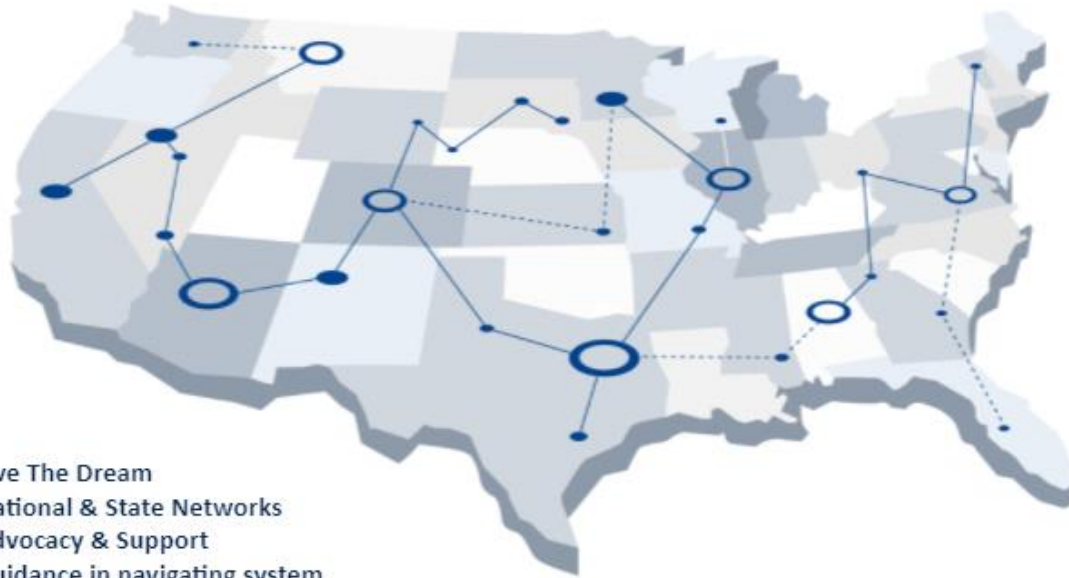 ve The Dream
ational & State Networks
dvocacy & Support
uidance in navigating system